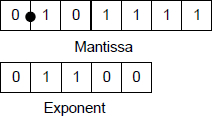 0 1 0 1 1 1 1
Mantissa
0 1 1 0 0
Exponent